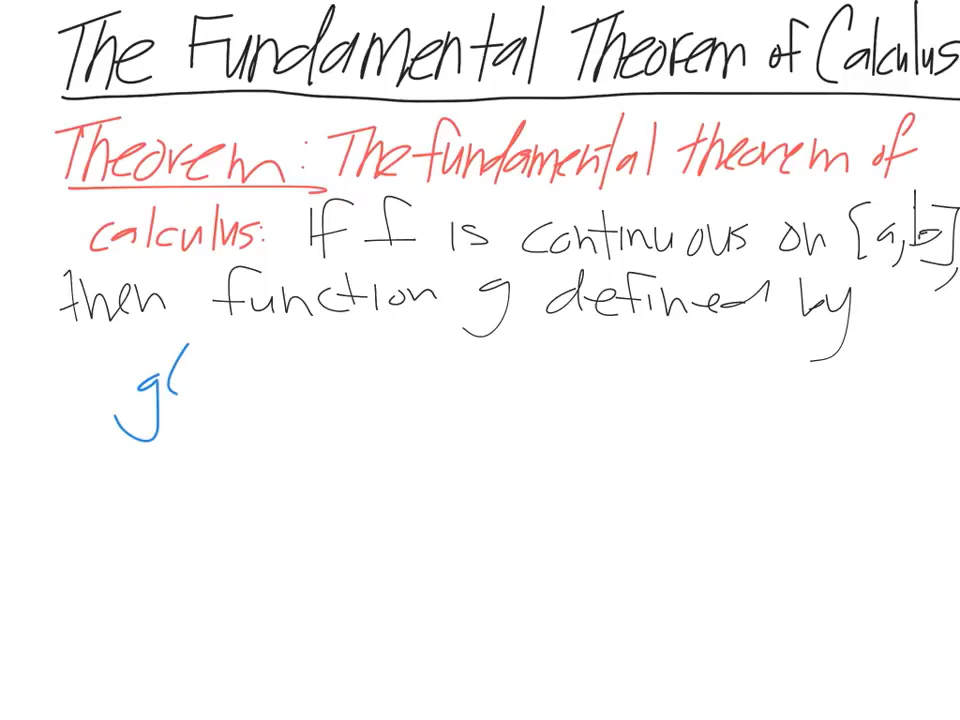 The Fundamental Theorem of Calculus
Theorem: The fundamental theorem of
calculus: If f is continuous on [a,b],
then function g defined by
g(